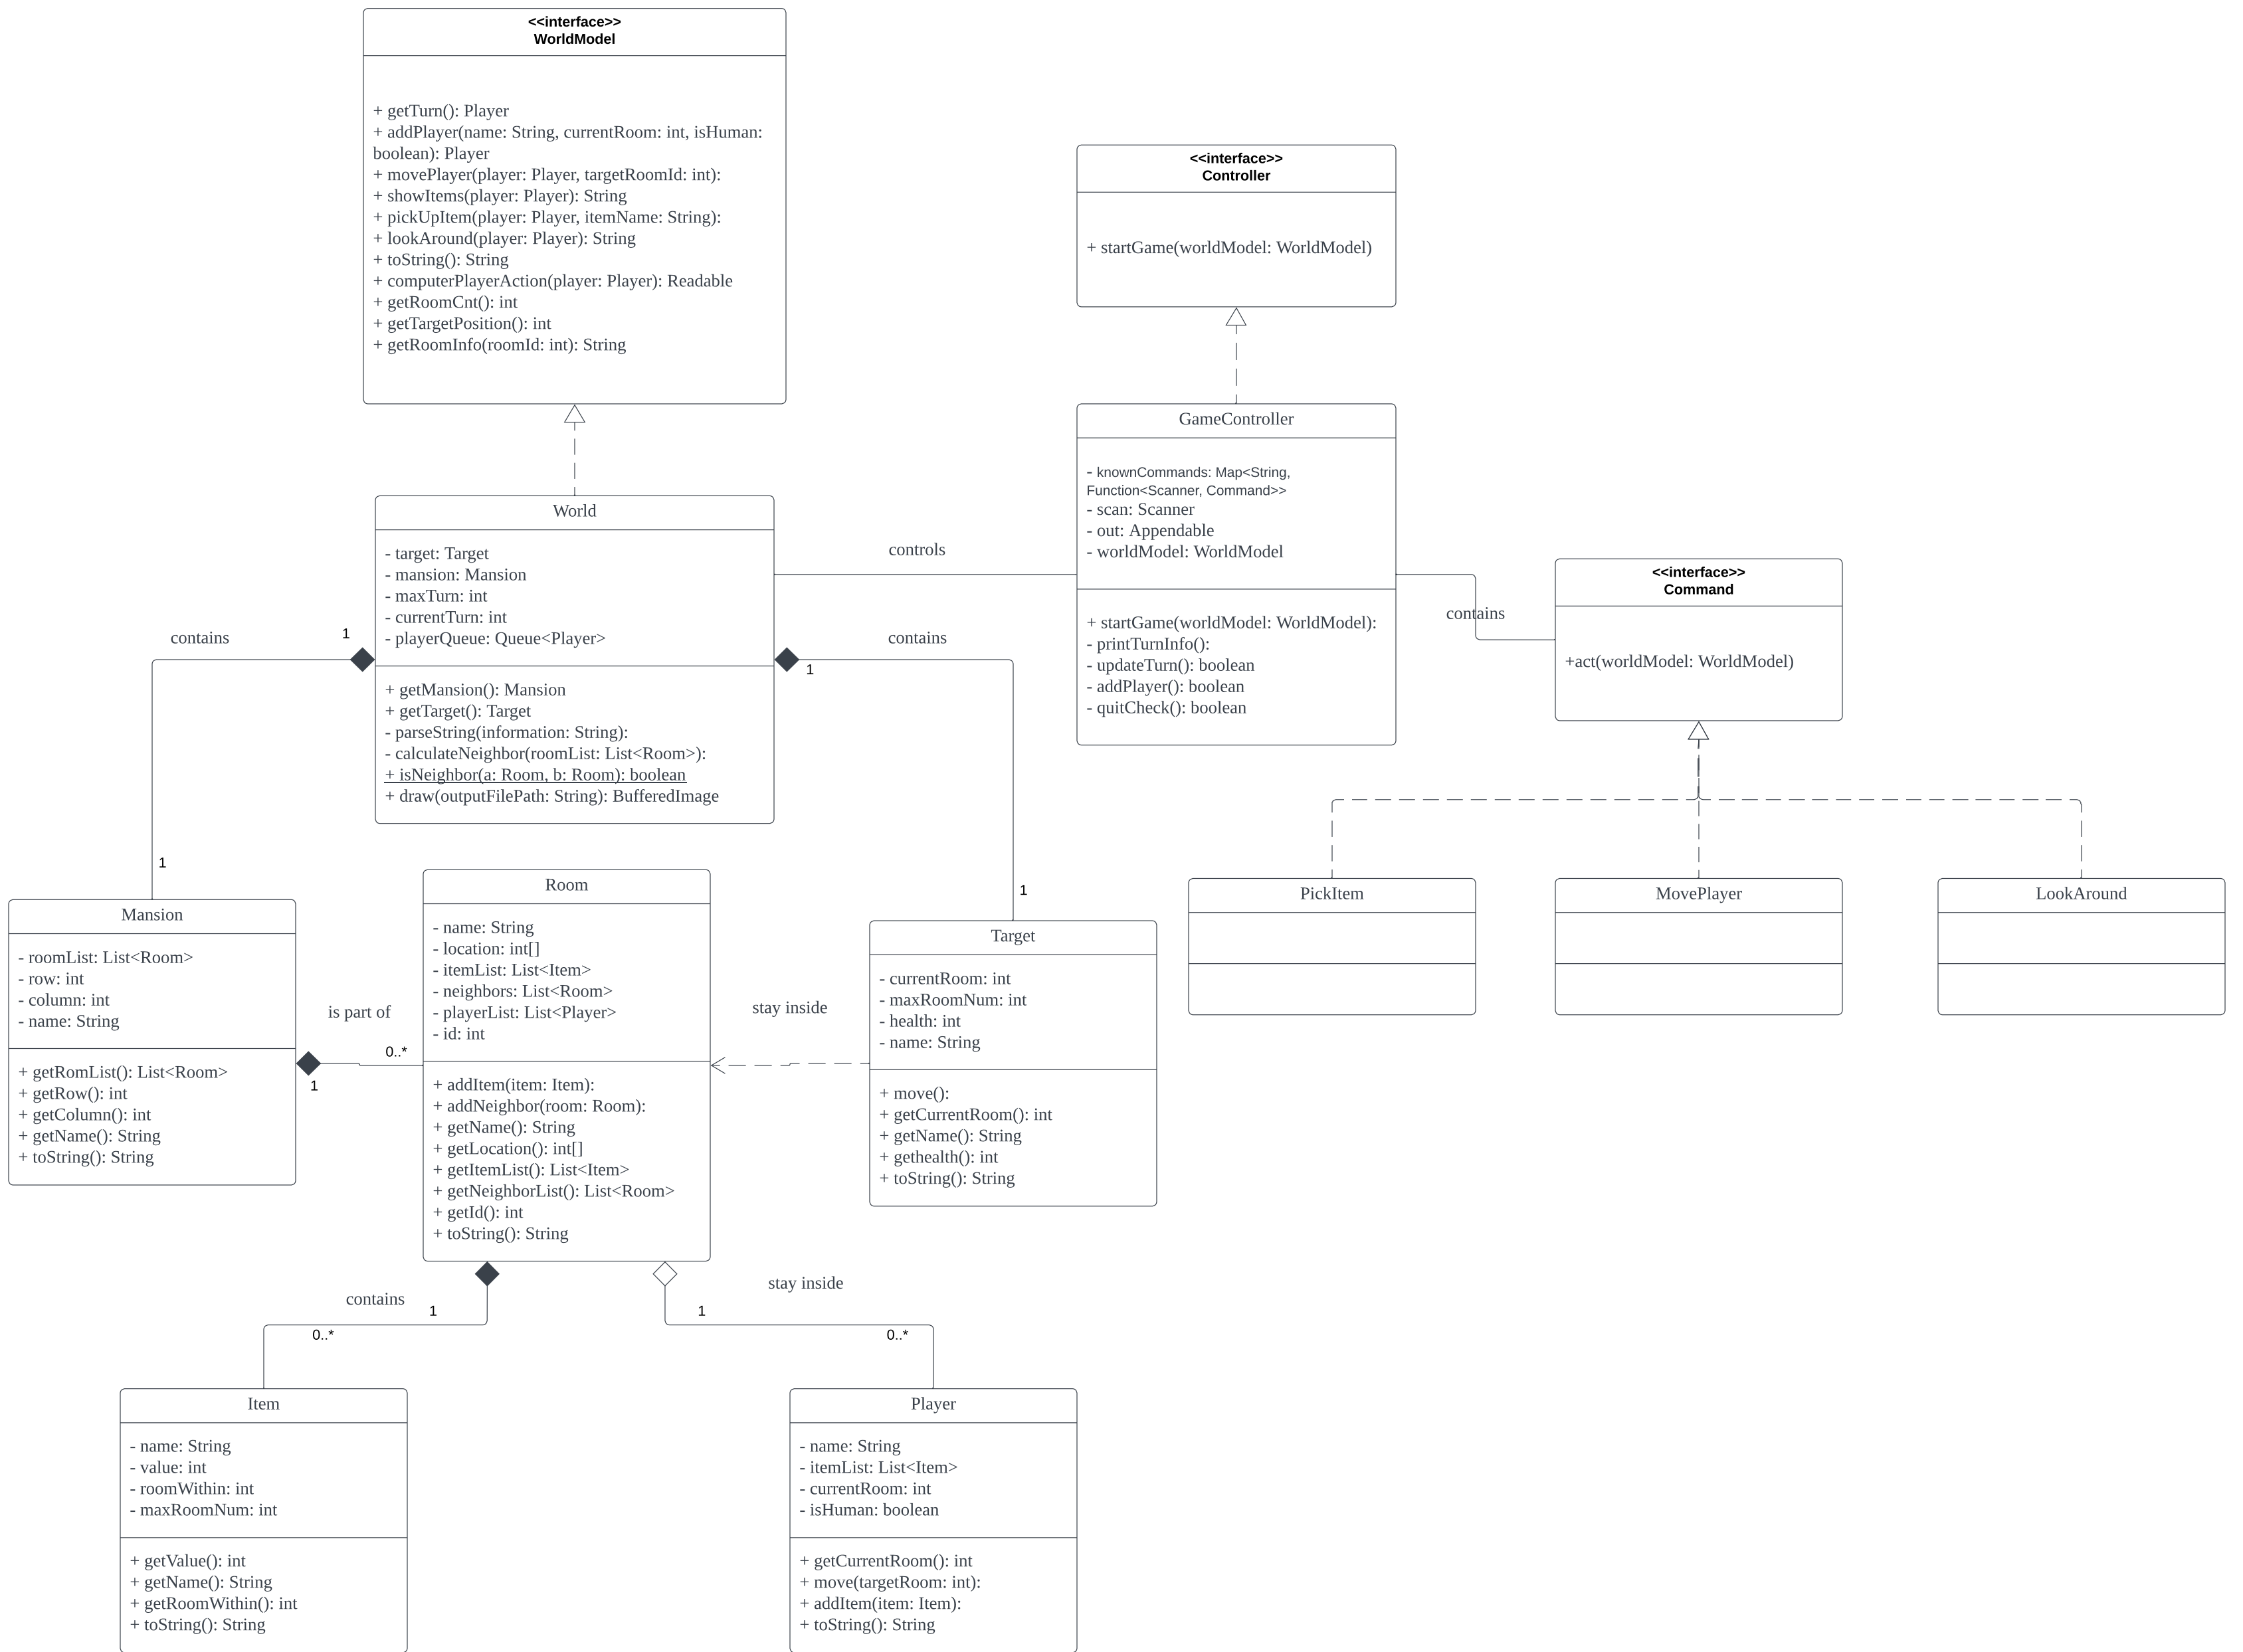 <<interface>>
WorldModel
+ getTurn(): Player
+ addPlayer(name: String, currentRoom: int, isHuman:
boolean): Player
+ movePlayer(player: Player, targetRoomId: int):
+ showItems(player: Player): String
+ pickUpItem(player: Player, itemName: String):
+ lookAround(player: Player): String
+ toString(): String
+ computerPlayerAction(player: Player): Readable
+ getRoomCnt(): int
+ getTargetPosition(): int
+ getRoomInfo(roomId: int): String
<<interface>>
Controller
+ startGame(worldModel: WorldModel)
GameController
- knownCommands: Map<String,
Function<Scanner, Command>>
- scan: Scanner
- out: Appendable
- worldModel: WorldModel
+ startGame(worldModel: WorldModel):
- printTurnInfo():
- updateTurn(): boolean
- addPlayer(): boolean
- quitCheck(): boolean
World
- target: Target
- mansion: Mansion
- maxTurn: int
- currentTurn: int
- playerQueue: Queue<Player>
+ getMansion(): Mansion
+ getTarget(): Target
- parseString(information: String):
- calculateNeighbor(roomList: List<Room>):
+ isNeighbor(a: Room, b: Room): boolean
+ draw(outputFilePath: String): BufferedImage
controls
contains
<<interface>>
Command
+act(worldModel: WorldModel)
contains
1
contains
1
1
1
PickItem
MovePlayer
LookAround
Mansion
- roomList: List<Room>
- row: int
- column: int
- name: String
+ getRomList(): List<Room>
+ getRow(): int
+ getColumn(): int
+ getName(): String
+ toString(): String
is part of
0..*
1
Room
- name: String
- location: int[]
- itemList: List<Item>
- neighbors: List<Room>
- playerList: List<Player>
- id: int
+ addItem(item: Item):
+ addNeighbor(room: Room):
+ getName(): String
+ getLocation(): int[]
+ getItemList(): List<Item>
+ getNeighborList(): List<Room>
+ getId(): int
+ toString(): String
stay inside
Target
- currentRoom: int
- maxRoomNum: int
- health: int
- name: String
+ move():
+ getCurrentRoom(): int
+ getName(): String
+ gethealth(): int
+ toString(): String
contains
1
0..*
stay inside
1
0..*
Item
- name: String
- value: int
- roomWithin: int
- maxRoomNum: int
+ getValue(): int
+ getName(): String
+ getRoomWithin(): int
+ toString(): String
Player
- name: String
- itemList: List<Item>
- currentRoom: int
- isHuman: boolean
+ getCurrentRoom(): int
+ move(targetRoom: int):
+ addItem(item: Item):
+ toString(): String